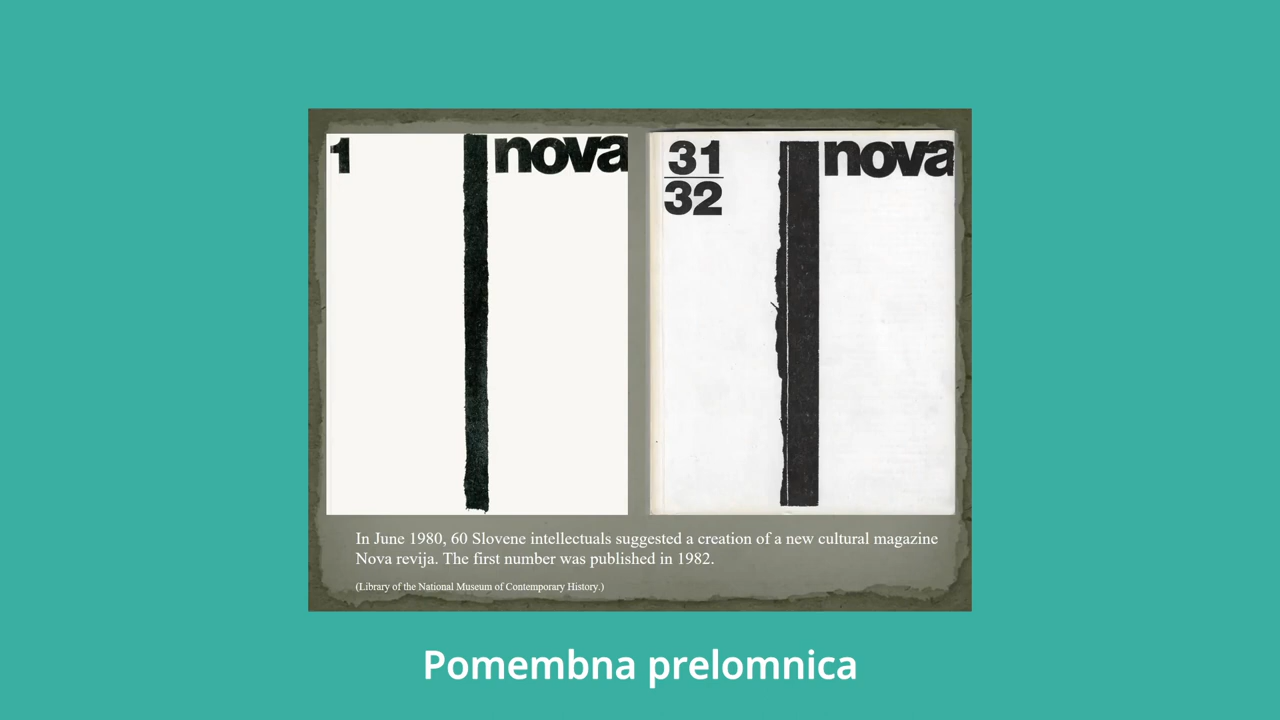 1
nova
31
32
nova
In June 1980, 60 Slovene intellectuals suggested a creation of a new cultural magazine
Nova revija. The first number was published in 1982.
(Library of the National Museum of Contemporary History.)
Pomembna prelomnica